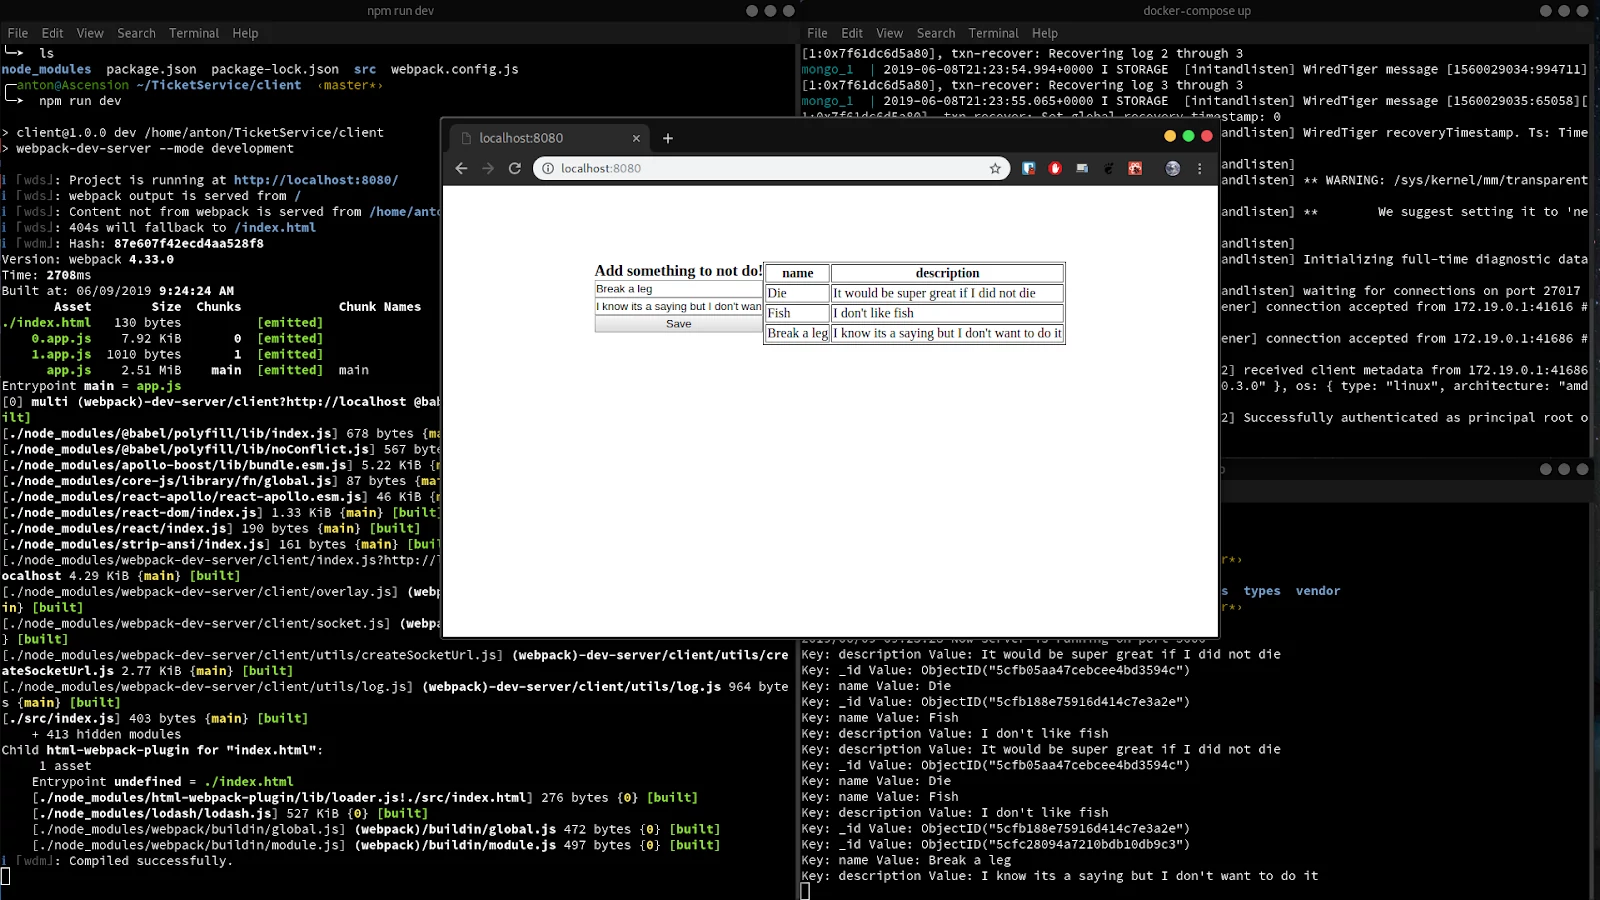 npm run dev
File Edit View Search Terminal Help
ls
node_modules package.json package-lock.json src webpack.config.js
anton@Ascension ~/TicketService/client ‹master*›
npm run dev
> client@1.0.0 dev /home/anton/TicketService/client
> webpack-dev-server --mode development
i ｢wds｣: Project is running at http://localhost:8080/
i ｢wds｣: webpack output is served from /
i ｢wds｣: Content not from webpack is served from /home/anto
i ｢wds｣: 404s will fallback to /index.html
i ｢wdm｣: Hash: 87e607f42ecd4aa528f8
Version: webpack 4.33.0
Time: 2708ms
Built at: 06/09/2019 9:24:24 AM
Asset Size Chunks Chunk Names
./index.html 130 bytes [emitted]
0.app.js 7.92 KiB 0 [emitted]
1.app.js 1010 bytes 1 [emitted]
app.js 2.51 MiB main [emitted] main
Entrypoint main = app.js
[0] multi (webpack)-dev-server/client?http://localhost @bab
ilt]
[./node_modules/@babel/polyfill/lib/index.js] 678 bytes {ma
[./node_modules/@babel/polyfill/lib/noConflict.js] 567 byte
[./node_modules/apollo-boost/lib/bundle.esm.js] 5.22 KiB {
[./node_modules/core-js/library/fn/global.js] 87 bytes {ma
[./node_modules/react-apollo/react-apollo.esm.js] 46 KiB {
[./node_modules/react-dom/index.js] 1.33 KiB {main} [built]
[./node_modules/react/index.js] 190 bytes {main} [built]
[./node_modules/strip-ansi/index.js] 161 bytes {main} [buil
[./node_modules/webpack-dev-server/client/index.js?http://l
ocalhost 4.29 KiB {main} [built]
[./node_modules/webpack-dev-server/client/overlay.js] (webp
in} [built]
[./node_modules/webpack-dev-server/client/socket.js] (webp
} [built]
[./node_modules/webpack-dev-server/client/utils/createSocketUrl.js] (webpack)-dev-server/client/utils/cre
ateSocketUrl.js 2.77 KiB {main} [built]
[./node_modules/webpack-dev-server/client/utils/log.js] (webpack)-dev-server/client/utils/log.js 964 byte
s {main} [built]
[./src/index.js] 403 bytes {main} [built]
+ 413 hidden modules
Child html-webpack-plugin for "index.html":
1 asset
Entrypoint undefined = ./index.html
[./node_modules/html-webpack-plugin/lib/loader.js!./src/index.html] 276 bytes {0} [built]
[./node_modules/lodash/lodash.js] 527 KiB {0} [built]
[./node_modules/webpack/buildin/global.js] (webpack)/buildin/global.js 472 bytes {0} [built]
[./node_modules/webpack/buildin/module.js] (webpack)/buildin/module.js 497 bytes {0} [built]
i ｢wdm｣: Compiled successfully.
localhost:8080
localhost:8080
Add something to not do!
Break a leg
I know its a saying but I don't wan
Save
name description
Die It would be super great if I did not die
Fish I don't like fish
Break a leg I know its a saying but I don't want to do it
docker-compose up
File Edit View Search Terminal Help
[1:0x7f61dc6d5a80], txn-recover: Recovering log 2 through 3
mongo_1 | 2019-06-08T21:23:54.994+0000 I STORAGE [initandlisten] WiredTiger message [1560029034:994711]
[1:0x7f61dc6d5a80], txn-recover: Recovering log 3 through 3
mongo_1 | 2019-06-08T21:23:55.065+0000 I STORAGE [initandlisten] WiredTiger message [1560029035:65058][
timestamp: 0
andlisten] WiredTiger recoveryTimestamp. Ts: Time
andlisten]
andlisten] ** WARNING: /sys/kernel/mm/transparent
andlisten] ** We suggest setting it to 'ne
andlisten]
andlisten] Initializing full-time diagnostic data
andlisten] waiting for connections on port 27017
ener] connection accepted from 172.19.0.1:41616 #
ener] connection accepted from 172.19.0.1:41686 #
2] received client metadata from 172.19.0.1:41686
0.3.0" }, os: { type: "linux", architecture: "amd
2] Successfully authenticated as principal root o
r*›
s types vendor
r*›
Key: description Value: It would be super great if I did not die
Key: _id Value: ObjectID("5cfb05aa47cebcee4bd3594c")
Key: name Value: Die
Key: _id Value: ObjectID("5cfb188e75916d414c7e3a2e")
Key: name Value: Fish
Key: description Value: I don't like fish
Key: description Value: It would be super great if I did not die
Key: _id Value: ObjectID("5cfb05aa47cebcee4bd3594c")
Key: name Value: Die
Key: name Value: Fish
Key: description Value: I don't like fish
Key: _id Value: ObjectID("5cfb188e75916d414c7e3a2e")
Key: _id Value: ObjectID("5cfc28094a7210bdb10db9c3")
Key: name Value: Break a leg
Key: description Value: I know its a saying but I don't want to do it